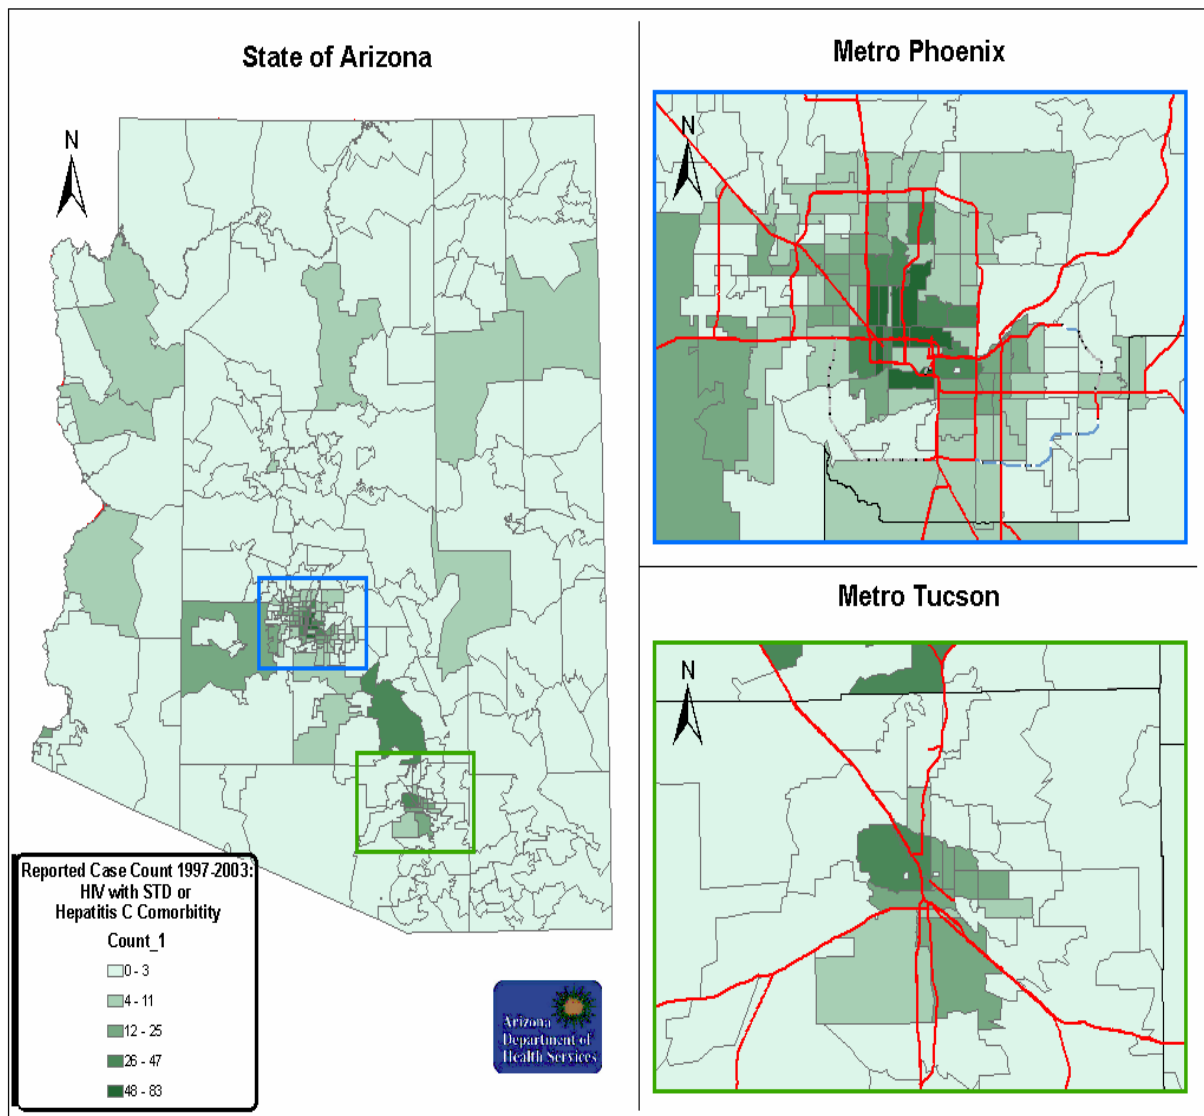 State of Arizona
N
Reported Case Count 1997-2003:
HIV with STD or
Hepatitis C Comorbitity
Count_1
0 - 3
4 - 11
12 - 25
26 - 47
48 - 83
Arizona
Department of
Health Services
Metro Phoenix
N
Metro Tucson
N